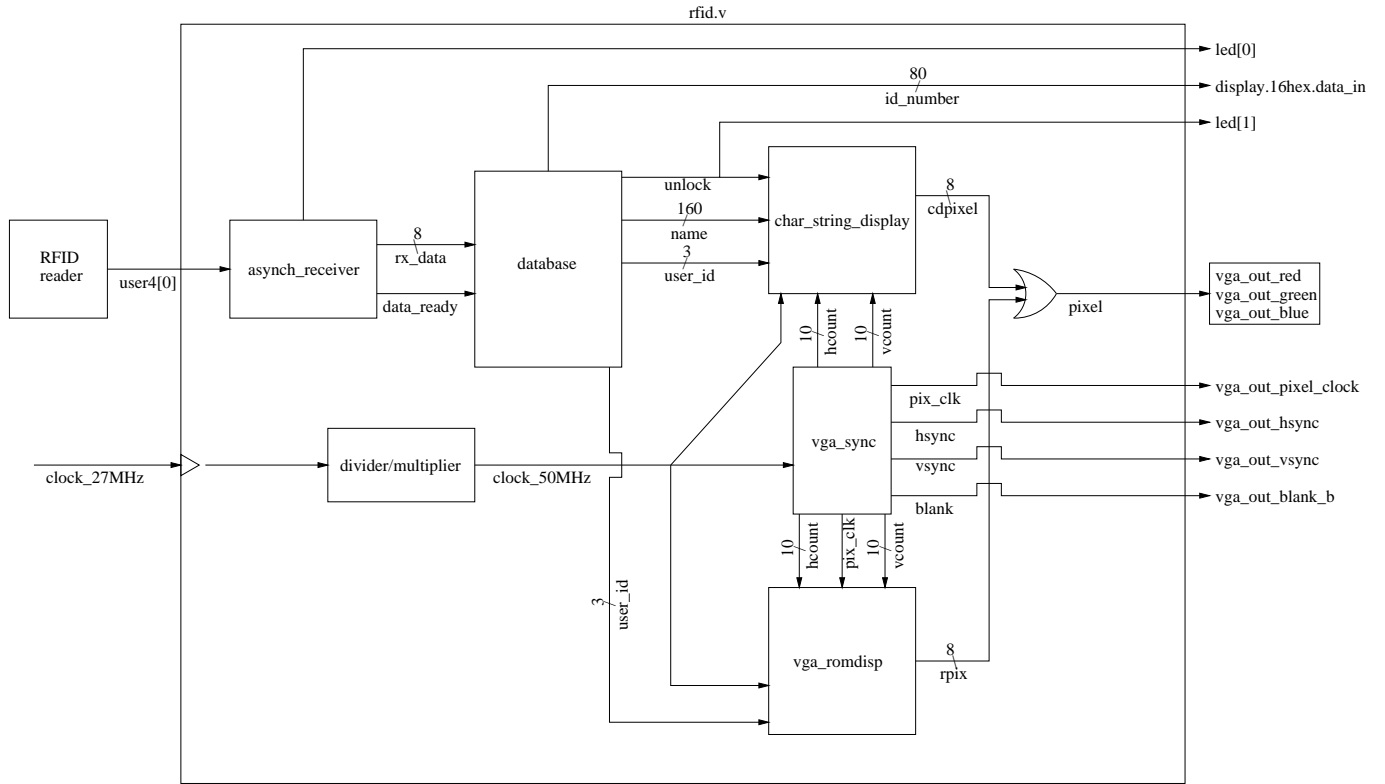 rfid.v
led[0]
80
id_number
display.16hex.data_in
led[1]
unlock
160
name
3
user_id
char_string_display
8
cdpixel
RFID
reader
user4[0]
asynch_receiver
8
rx_data
data_ready
database
pixel
vga_out_red
vga_out_green
vga_out_blue
10
hcount
10
vcount
pix_clk
vga_out_pixel_clock
hsync
vga_out_hsync
vsync
vga_out_vsync
blank
vga_out_blank_b
vga_sync
clock_27MHz
divider/multiplier
clock_50MHz
10
hcount
pix_clk
10
vcount
3
user_id
vga_romdisp
8
rpix